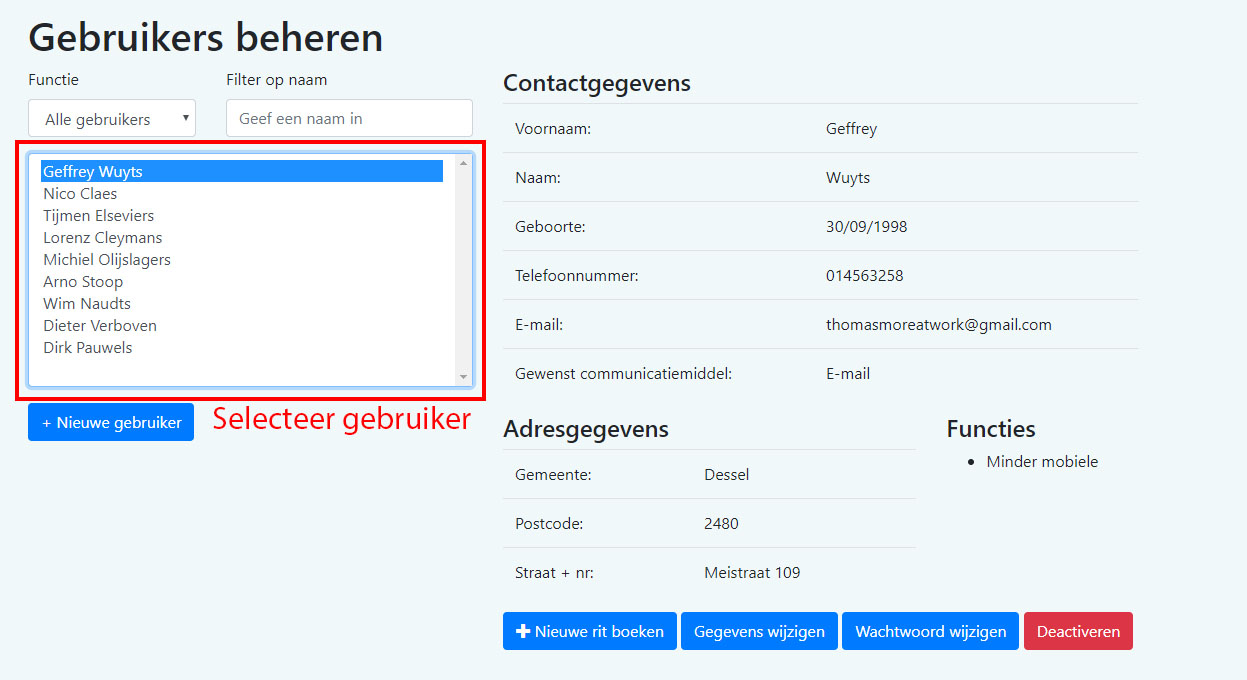 Gebruikers beheren
Functie
Filter op naam
Alle gebruikers
Geef een naam in
Geffrey Wuyts
Nico Claes
Tijmen Elseviers
Lorenz Cleymans
Michiel Olijslagers
Arno Stoop
Wim Naudts
Dieter Verboven
Dirk Pauwels
+ Nieuwe gebruiker
Selecteer gebruiker
Contactgegevens
Voornaam: Geffrey
Naam: Wuyts
Geboorte: 30/09/1998
Telefoonnummer: 014563258
E-mail: thomasmoreatwork@gmail.com
Gewenst communicatiemiddel: E-mail
Adresgegevens
Gemeente: Dessel
Postcode: 2480
Straat + nr: Meistraat 109
Functies
• Minder mobiele
+ Nieuwe rit boeken
Gegevens wijzigen
Wachtwoord wijzigen
Deactiveren